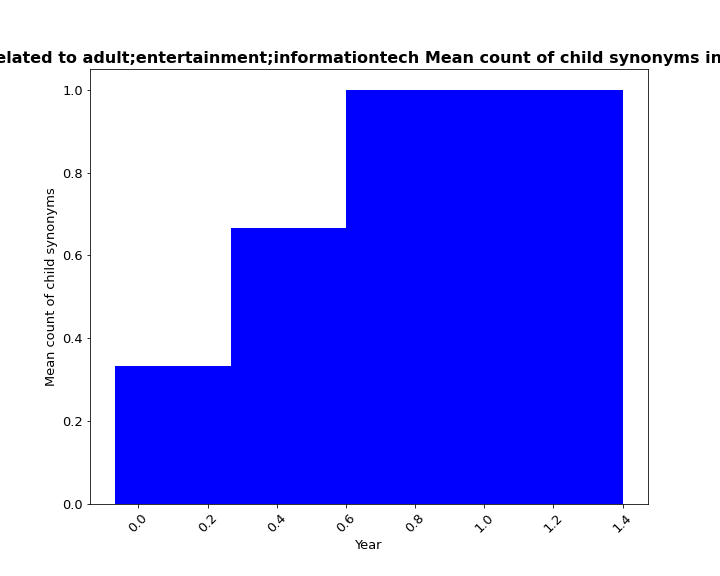 elated to adult;entertainment;informationtech Mean count of child synonyms in
1.0
0.8
0.6
0.4
0.2
0.0
Mean count of child synonyms
0.0 0.2 0.4 0.6 0.8 1.0 1.2 1.4
Year